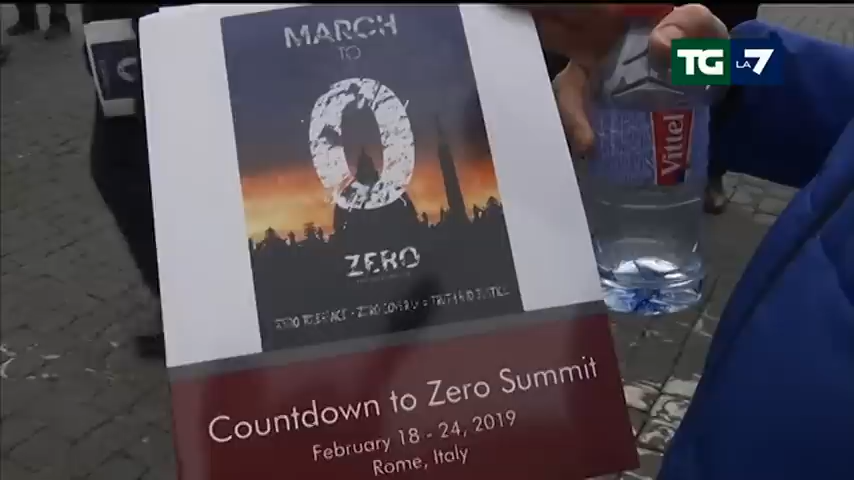 MARCH
TO
0
ZERO
ZERO TOLERANCE - ZERO COVER UP = TRUTH AND JUSTICE
Countdown to Zero Summit
February 18 - 24, 2019
Rome, Italy
Vittel
TG LA7